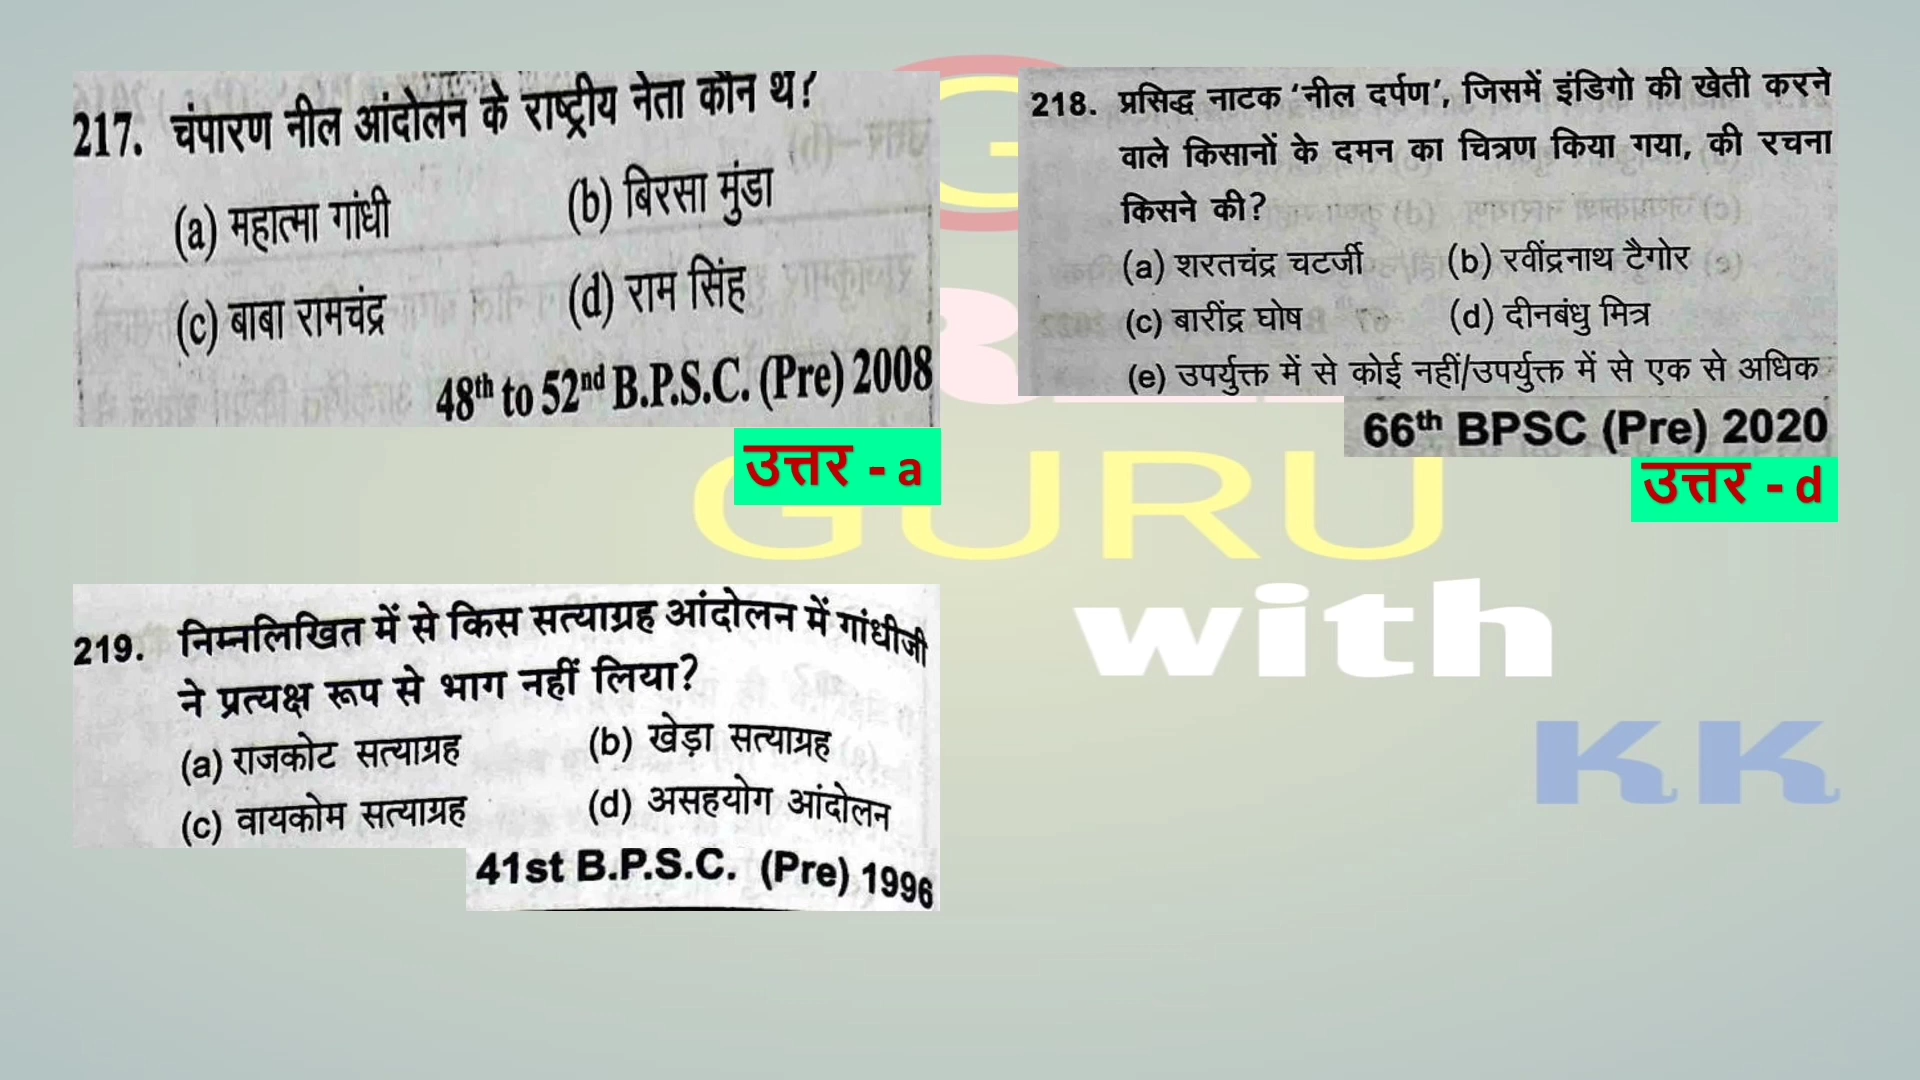 217. चंपारण नील आंदोलन के राष्ट्रीय नेता कौन थे?
(a) महात्मा गांधी (b) बिरसा मुंडा
(c) बाबा रामचंद्र (d) राम सिंह
48th to 52nd B.P.S.C. (Pre) 2008
उत्तर - a
218. प्रसिद्ध नाटक ‘नील दर्पण’, जिसमें इंडिगो की खेती करने
वाले किसानों के दमन का चित्रण किया गया, की रचना
किसने की?
(a) शरतचंद्र चटर्जी (b) रवींद्रनाथ टैगोर
(c) बारींद्र घोष (d) दीनबंधु मित्र
(e) उपर्युक्त में से कोई नहीं/उपर्युक्त में से एक से अधिक
66th BPSC (Pre) 2020
उत्तर - d
219. निम्नलिखित में से किस सत्याग्रह आंदोलन में गांधीजी
ने प्रत्यक्ष रूप से भाग नहीं लिया?
(a) राजकोट सत्याग्रह (b) खेड़ा सत्याग्रह
(c) वायकोम सत्याग्रह (d) असहयोग आंदोलन
41st B.P.S.C. (Pre) 1996
GURU
with
KK